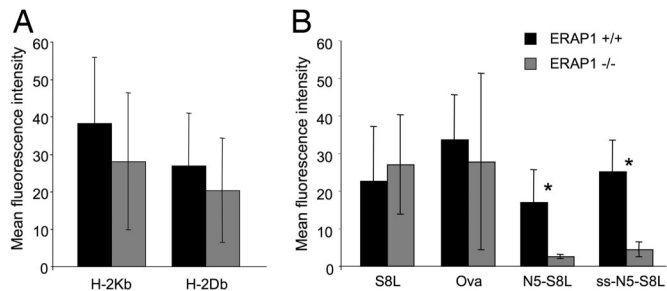 A
Mean fluorescence intensity
60
50
40
30
20
10
0
H-2Kb H-2Db
B
ERAP1 +/+
ERAP1 -/-
Mean fluorescence intensity
60
50
40
30
20
10
0
*
*
S8L Ova N5-S8L ss-N5-S8L